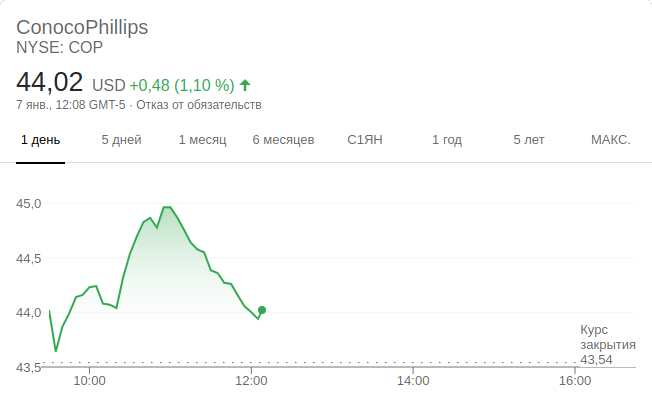 ConocoPhillips
NYSE: COP
44,02 USD +0,48 (1,10 %)
7 янв., 12:08 GMT-5 · Отказ от обязательств
1 день 5 дней 1 месяц 6 месяцев С1ЯН 1 год 5 лет МАКС.
45,0
44,5
44,0
43,5
Курс
закрытия
43,54
10:00 12:00 14:00 16:00